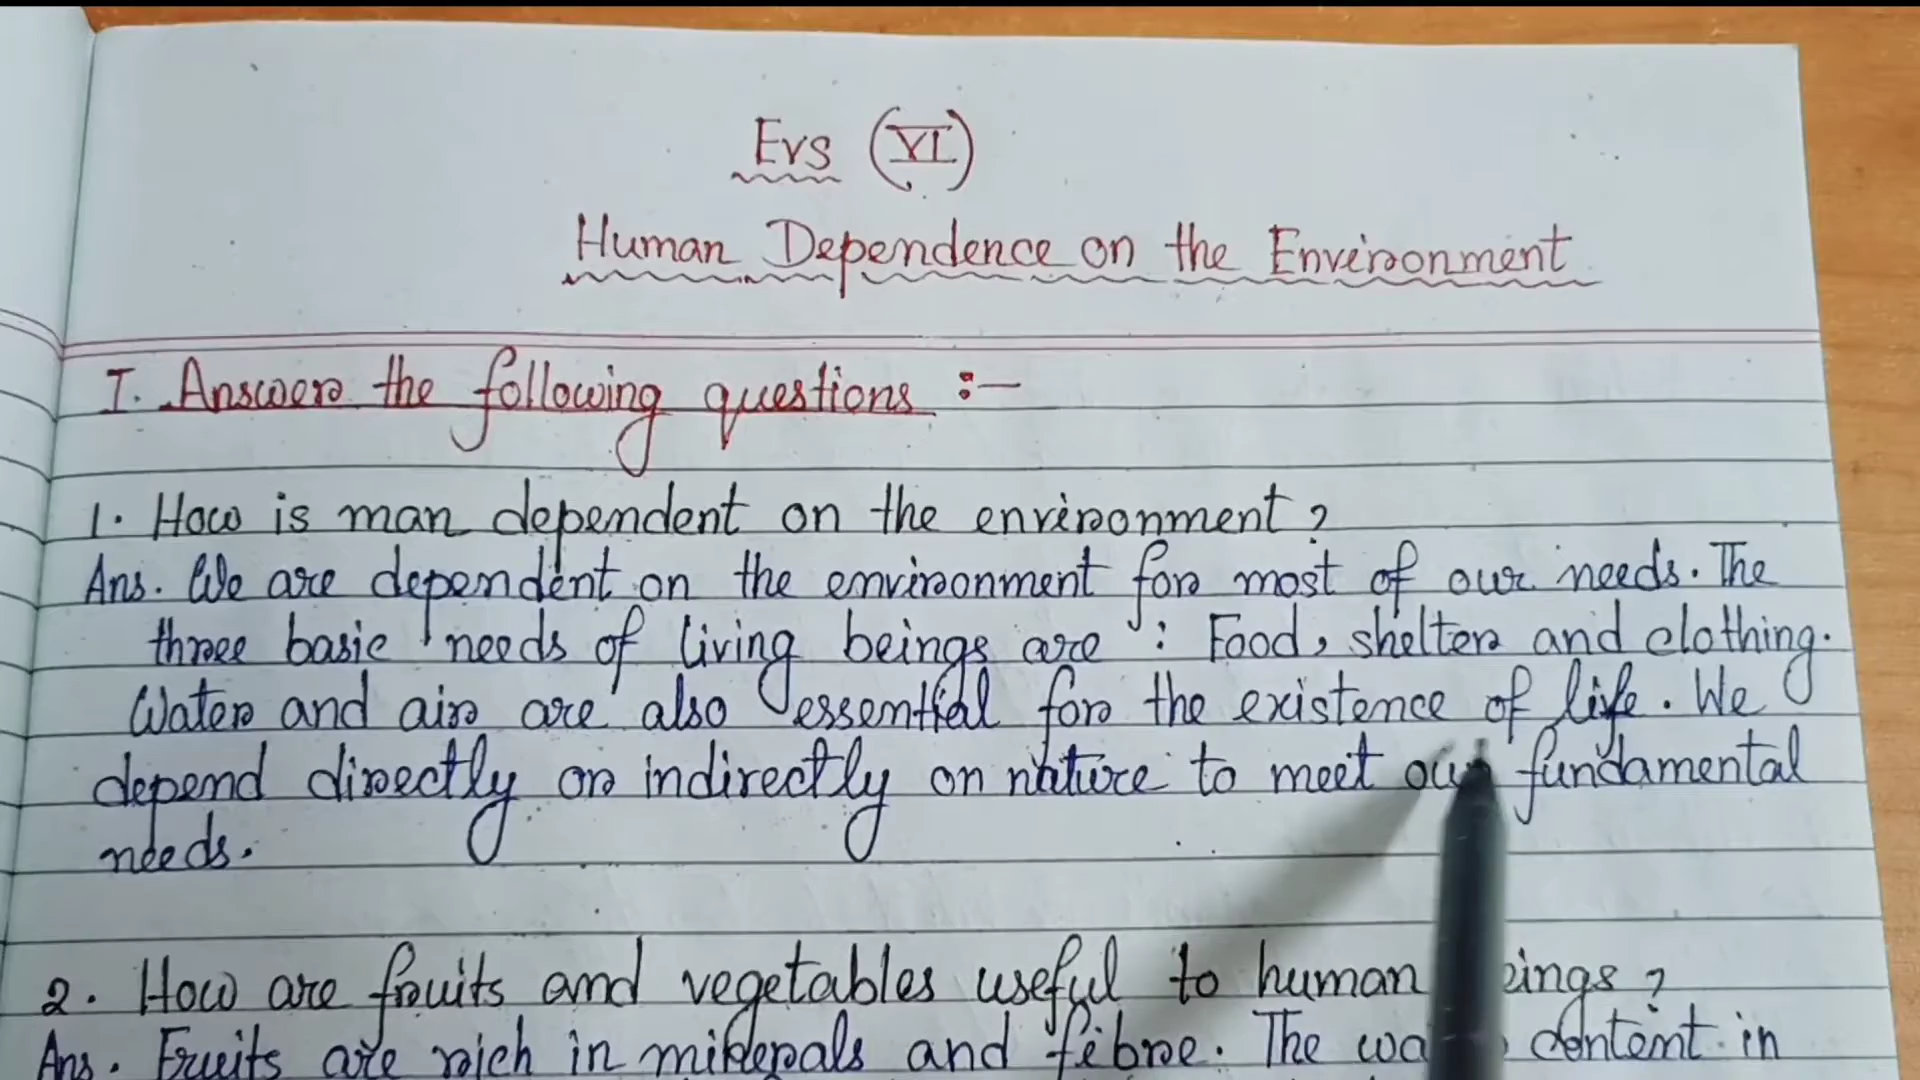 Evs (VI)
Human Dependence on the Environment
I. Answer the following questions :-
1. How is man dependent on the environment?
Ans. We are dependent on the environment for most of our needs. The
three basic needs of living beings are : Food, shelter and clothing.
Water and air are also essential for the existence of life. We
depend directly or indirectly on nature to meet our fundamental
needs.
2. How are fruits and vegetables useful to human
Ans. Fruits are rich in minerals and fibre. The content in